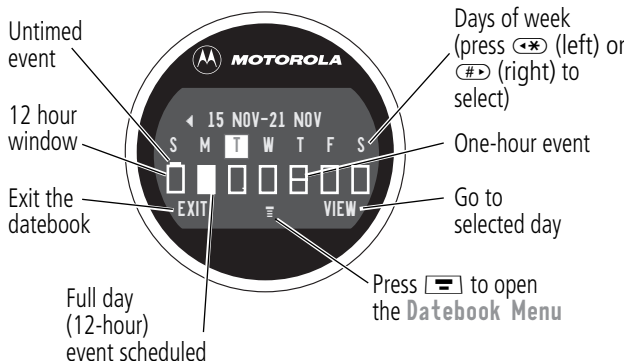 Untimed
event
12 hour
window
Exit the
datebook
Full day
(12-hour)
event scheduled
MOTOROLA
15 NOV-21 NOV
S M T W T F S
EXIT VIEW
Days of week
(press * (left) or
# (right) to
select)
One-hour event
Go to
selected day
Press to open
the Datebook Menu